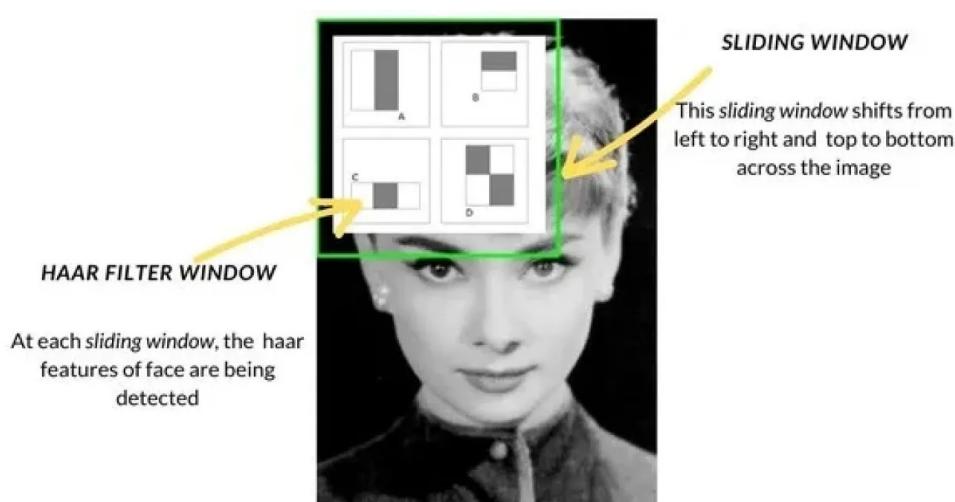 SLIDING WINDOW
This sliding window shifts from
left to right and top to bottom
across the image
A
B
C
D
HAAR FILTER WINDOW
At each sliding window, the haar
features of face are being
detected